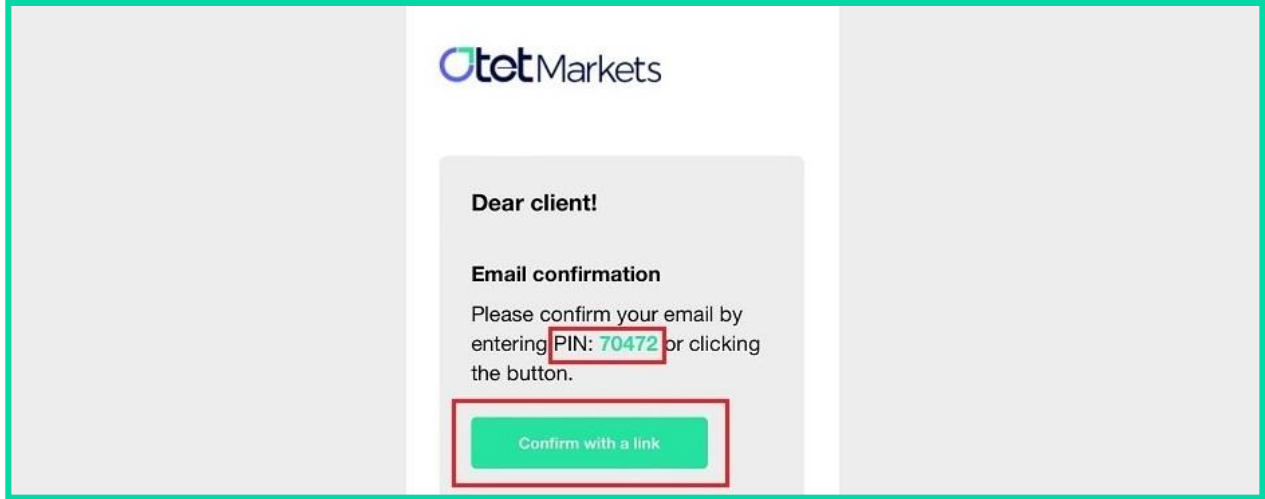 OtetMarkets
Dear client!
Email confirmation
Please confirm your email by
entering PIN: 70472 or clicking
the button.
Confirm with a link